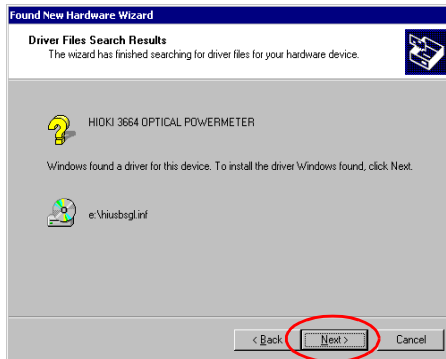 Found New Hardware Wizard
Driver Files Search Results
The wizard has finished searching for driver files for your hardware device.
HIOKI 3664 OPTICAL POWERMETER
Windows found a driver for this device. To install the driver Windows found, click Next.
e:\hiusbsgl.inf
< Back Next > Cancel